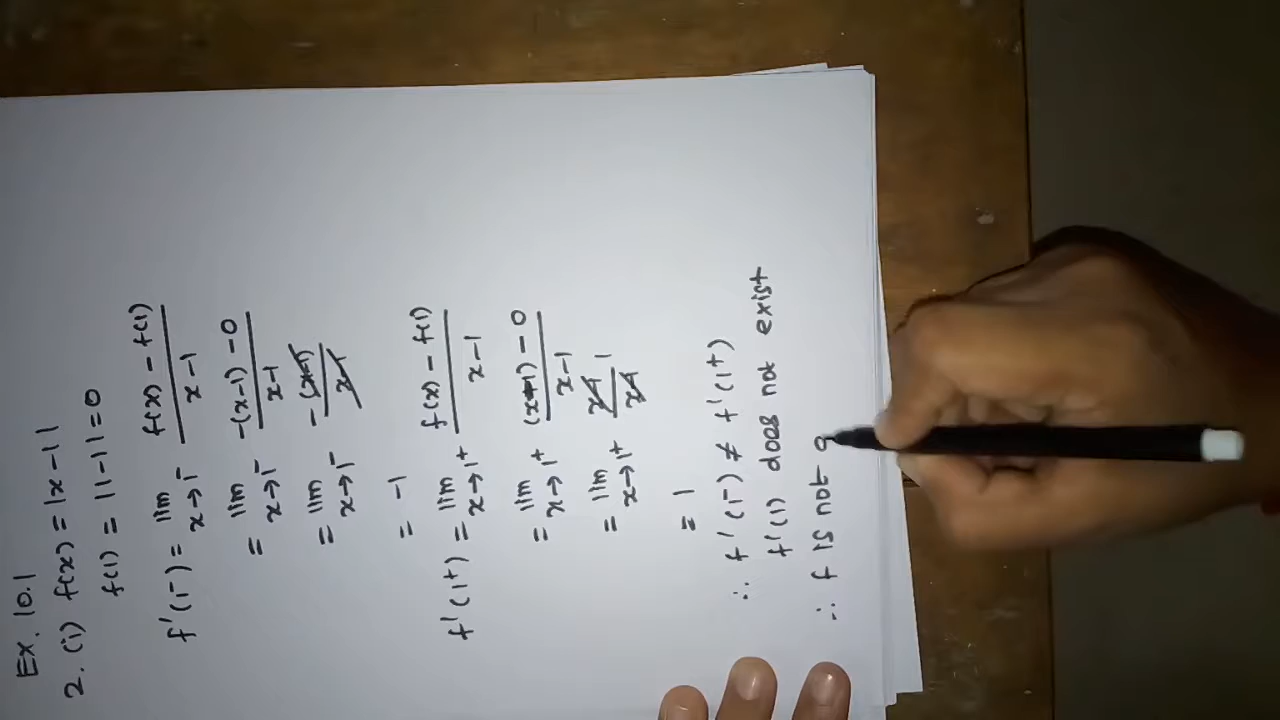 Ex. 10.1
2. (i) f(x) = |x-1|
f(1) = |1-1| = 0
f'(1⁻) = lim x→1⁻ (f(x) - f(1))/(x-1)
= lim x→1⁻ (-(x-1) - 0)/(x-1)
= lim x→1⁻ (-(x-1))/(x-1)
= -1
f'(1⁺) = lim x→1⁺ (f(x) - f(1))/(x-1)
= lim x→1⁺ ((x-1) - 0)/(x-1)
= lim x→1⁺ (x-1)/(x-1) 1
= 1
∴ f'(1⁻) ≠ f'(1⁺)
f'(1) does not exist
∴ f is not